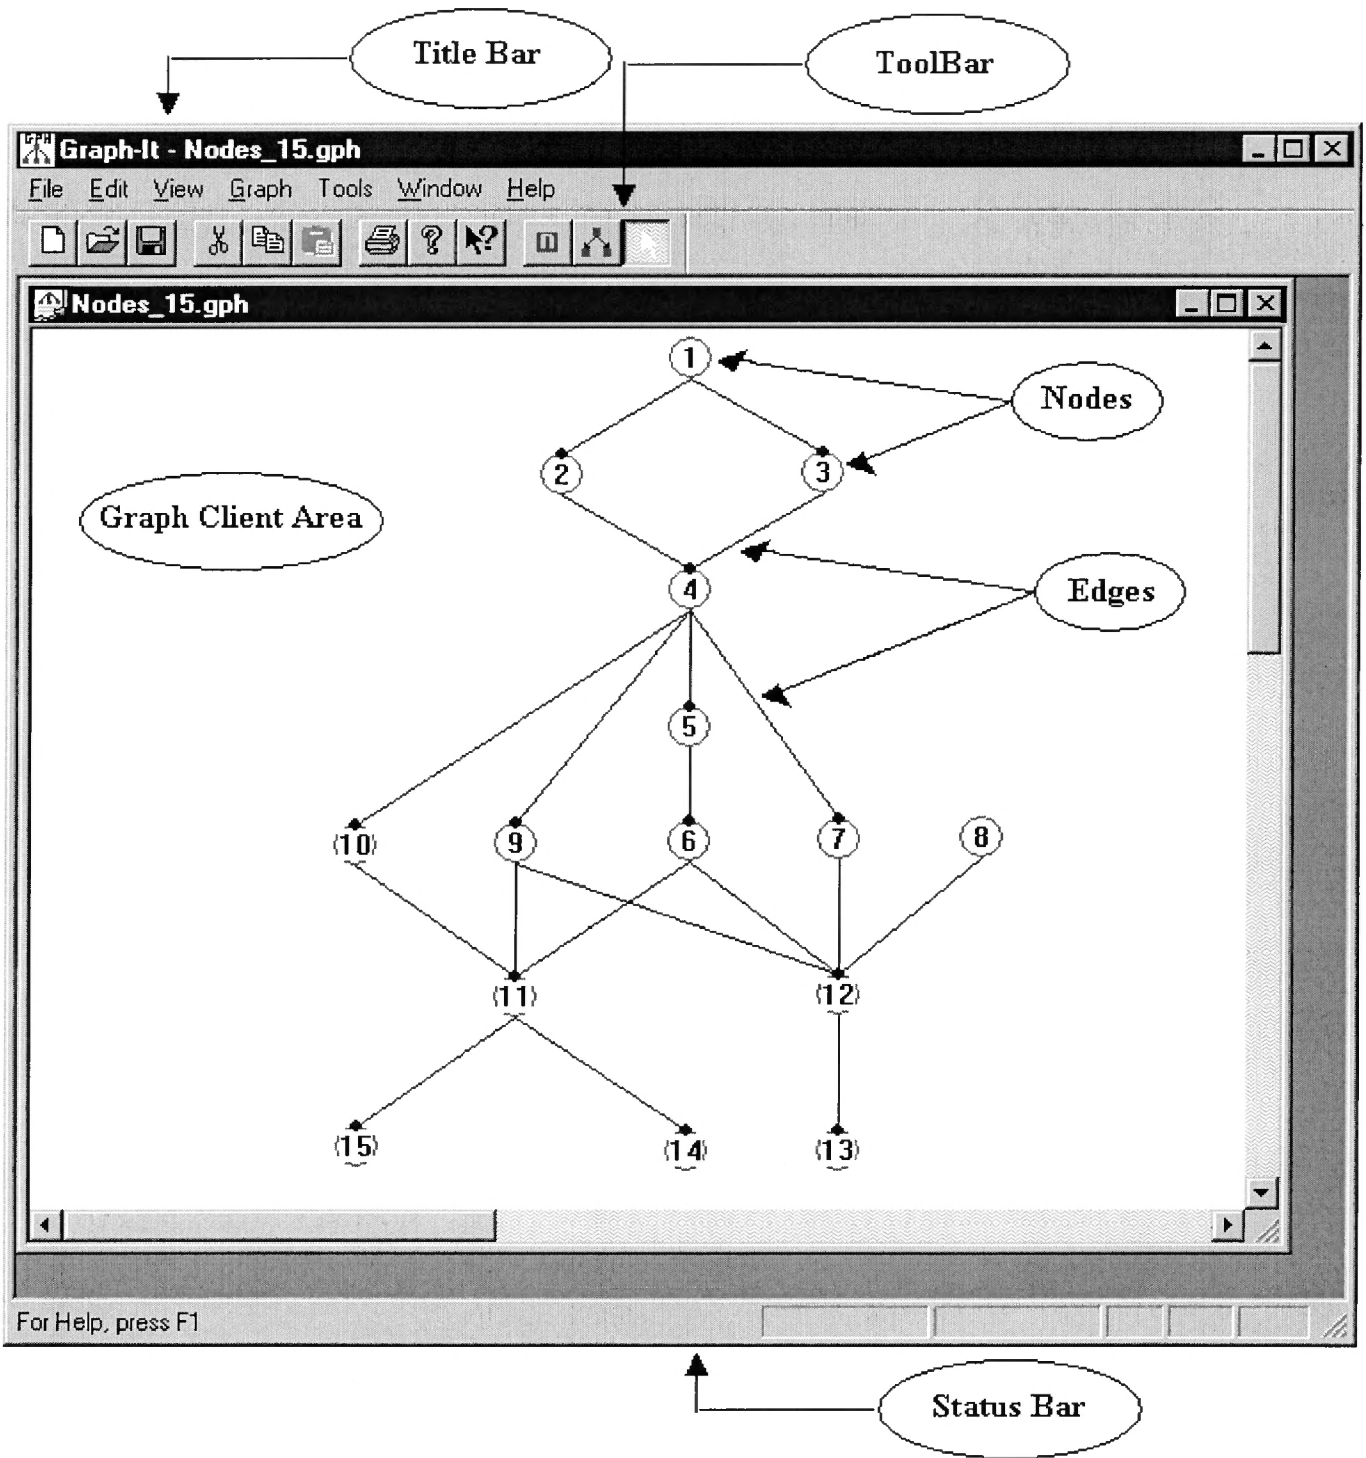 Title Bar
ToolBar
GPH
Graph-It - Nodes_15.gph
File Edit View Graph Tools Window Help
Nodes_15.gph
1
Nodes
2
3
Graph Client Area
4
Edges
5
10
9
6
7
8
11
12
15
14
13
For Help, press F1
Status Bar